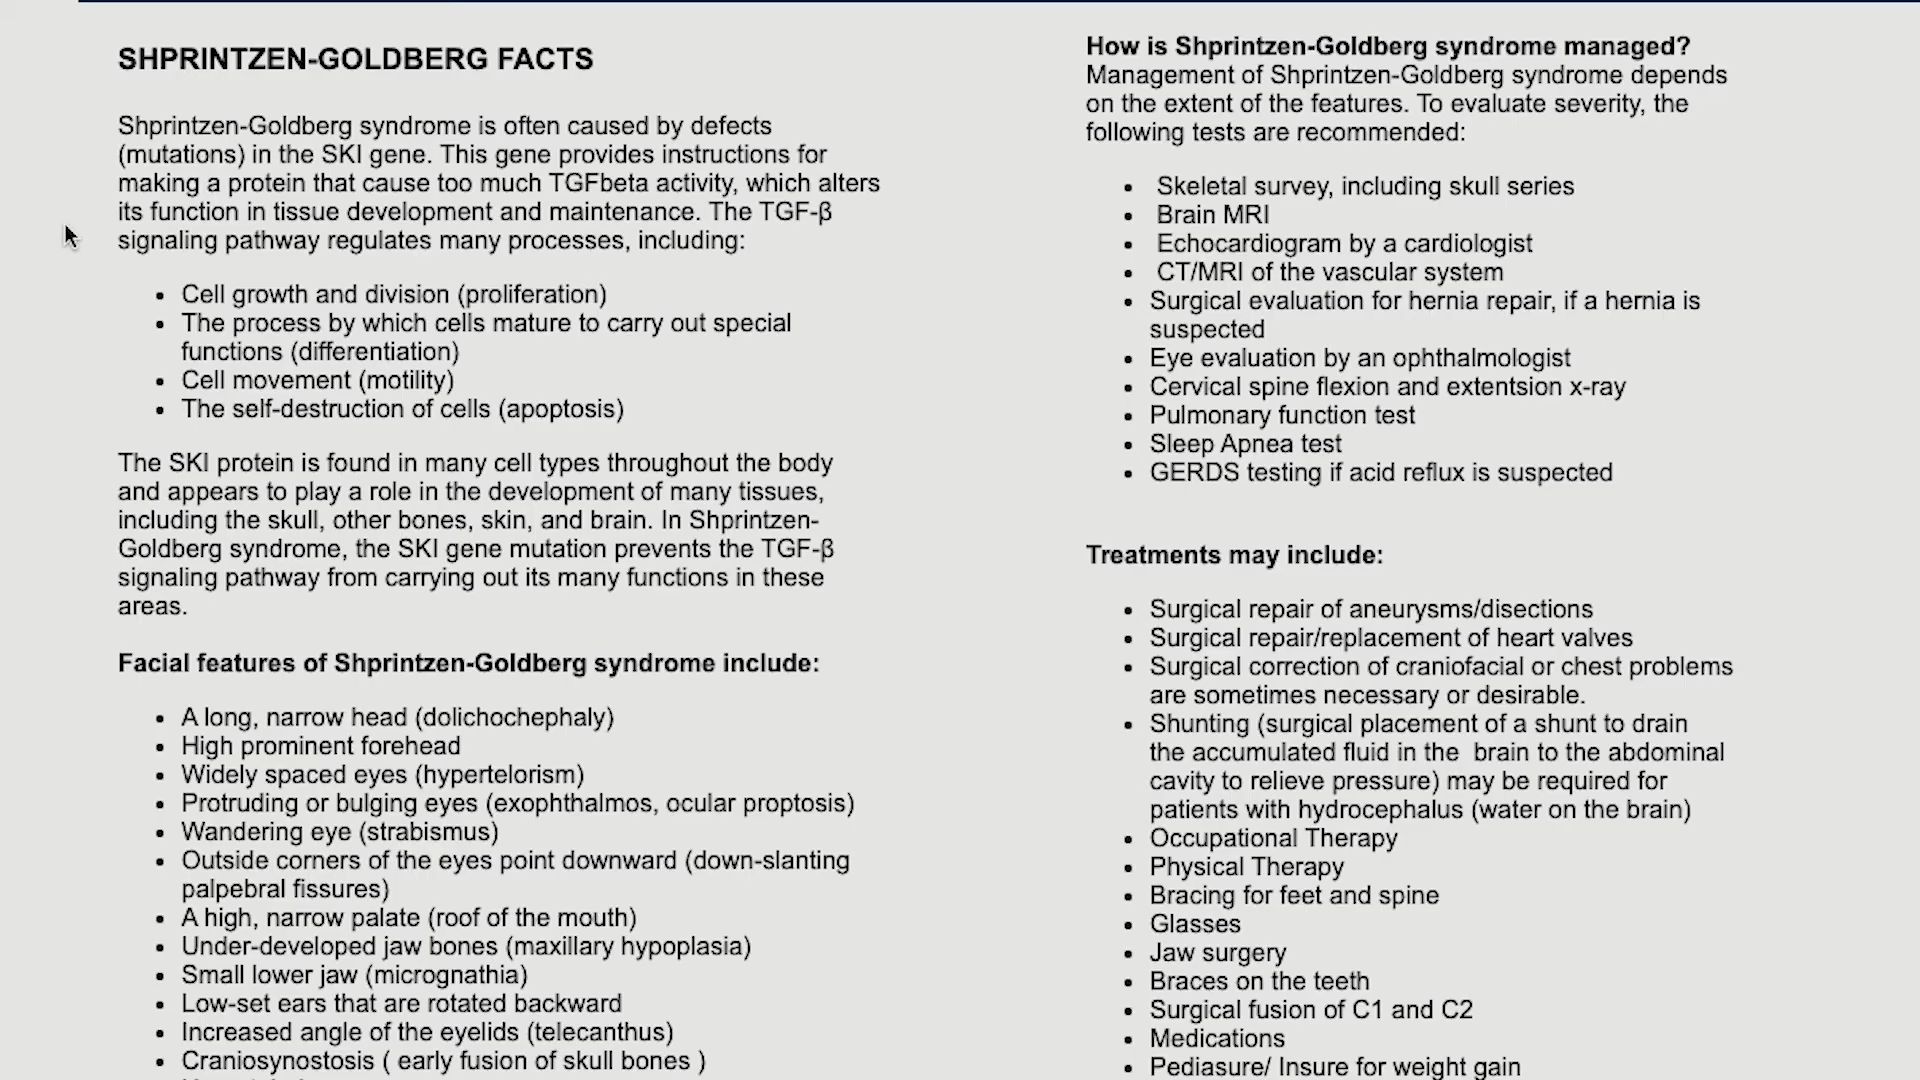 SHPRINTZEN-GOLDBERG FACTS
Shprintzen-Goldberg syndrome is often caused by defects
(mutations) in the SKI gene. This gene provides instructions for
making a protein that cause too much TGFbeta activity, which alters
its function in tissue development and maintenance. The TGF-β
signaling pathway regulates many processes, including:
• Cell growth and division (proliferation)
• The process by which cells mature to carry out special
functions (differentiation)
• Cell movement (motility)
• The self-destruction of cells (apoptosis)
The SKI protein is found in many cell types throughout the body
and appears to play a role in the development of many tissues,
including the skull, other bones, skin, and brain. In Shprintzen-
Goldberg syndrome, the SKI gene mutation prevents the TGF-β
signaling pathway from carrying out its many functions in these
areas.
Facial features of Shprintzen-Goldberg syndrome include:
• A long, narrow head (dolichochephaly)
• High prominent forehead
• Widely spaced eyes (hypertelorism)
• Protruding or bulging eyes (exophthalmos, ocular proptosis)
• Wandering eye (strabismus)
• Outside corners of the eyes point downward (down-slanting
palpebral fissures)
• A high, narrow palate (roof of the mouth)
• Under-developed jaw bones (maxillary hypoplasia)
• Small lower jaw (micrognathia)
• Low-set ears that are rotated backward
• Increased angle of the eyelids (telecanthus)
• Craniosynostosis ( early fusion of skull bones )
How is Shprintzen-Goldberg syndrome managed?
Management of Shprintzen-Goldberg syndrome depends
on the extent of the features. To evaluate severity, the
following tests are recommended:
• Skeletal survey, including skull series
• Brain MRI
• Echocardiogram by a cardiologist
• CT/MRI of the vascular system
• Surgical evaluation for hernia repair, if a hernia is
suspected
• Eye evaluation by an ophthalmologist
• Cervical spine flexion and extentsion x-ray
• Pulmonary function test
• Sleep Apnea test
• GERDS testing if acid reflux is suspected
Treatments may include:
• Surgical repair of aneurysms/disections
• Surgical repair/replacement of heart valves
• Surgical correction of craniofacial or chest problems
are sometimes necessary or desirable.
• Shunting (surgical placement of a shunt to drain
the accumulated fluid in the  brain to the abdominal
cavity to relieve pressure) may be required for
patients with hydrocephalus (water on the brain)
• Occupational Therapy
• Physical Therapy
• Bracing for feet and spine
• Glasses
• Jaw surgery
• Braces on the teeth
• Surgical fusion of C1 and C2
• Medications
• Pediasure/ Insure for weight gain